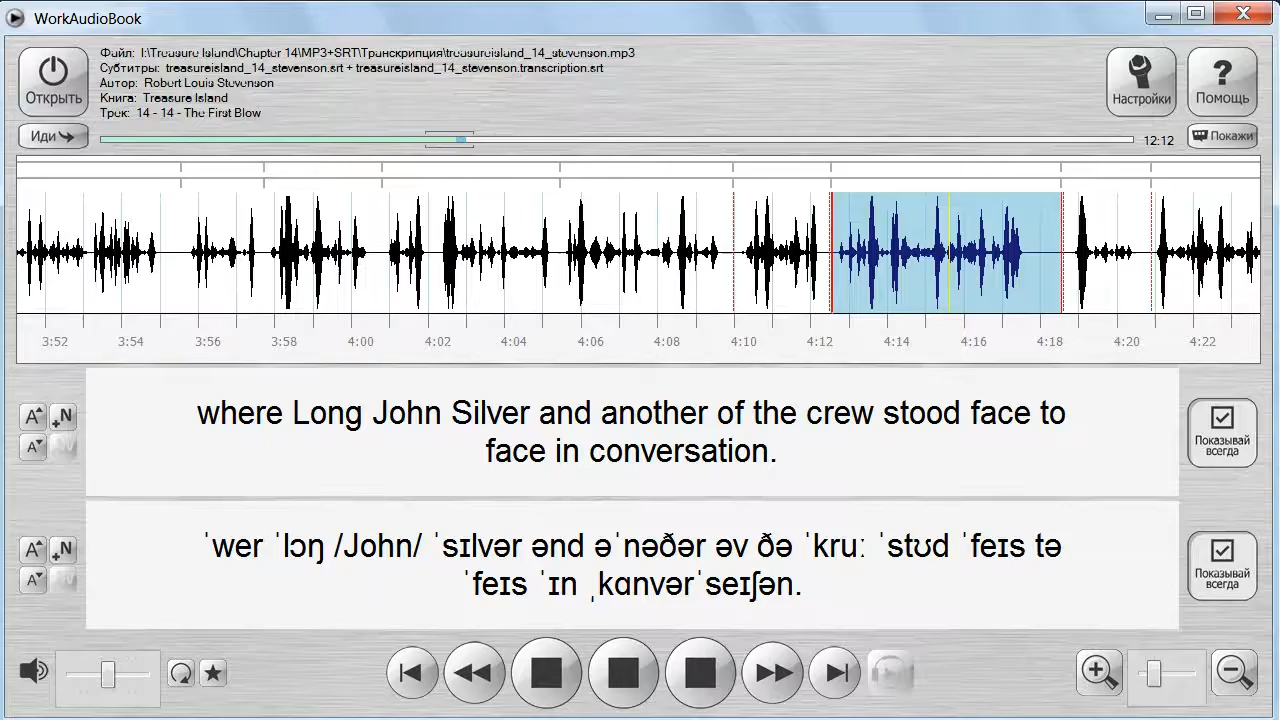 WorkAudioBook
Файл: I:\Treasure Island\Chapter 14\MP3+SRT\Транскрипция\treasureisland_14_stevenson.mp3
Субтитры: treasureisland_14_stevenson.srt + treasureisland_14_stevenson.transcription.srt
Автор: Robert Louis Stevenson
Книга: Treasure Island
Трек: 14 - 14 - The First Blow
Открыть
Настройки
Помощь
Иди
12:12
Покажи
3:52 3:54 3:56 3:58 4:00 4:02 4:04 4:06 4:08 4:10 4:12 4:14 4:16 4:18 4:20 4:22
A N
A
where Long John Silver and another of the crew stood face to
face in conversation.
Показывай
всегда
A N
A
ˈwer ˈlɔŋ /John/ ˈsɪlvər ənd əˈnəðər əv ðə ˈkruː ˈstʊd ˈfeɪs tə
ˈfeɪs ˈɪn ˌkɑnvərˈseɪʃən.
Показывай
всегда